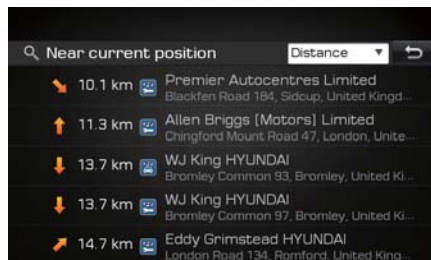 Near current position Distance
10.1 km Premier Autocentres Limited
Blackfen Road 184, Sidcup, United Kingd...
11.3 km Allen Briggs (Motors) Limited
Chingford Mount Road 47, London, Unite...
13.7 km WJ King HYUNDAI
Bromley Common 93, Bromley, United Ki...
13.7 km WJ King HYUNDAI
Bromley Common 97, Bromley, United Ki...
14.7 km Eddy Grimstead HYUNDAI
London Road 134, Romford, United King...